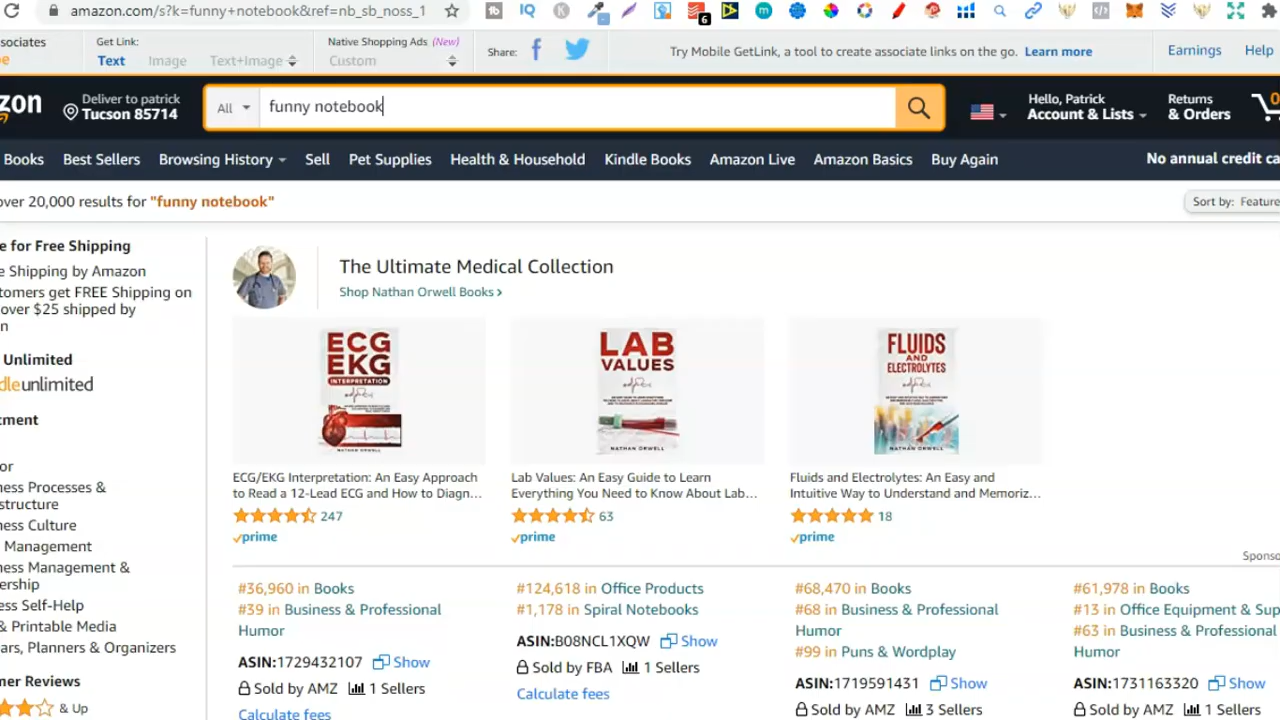 amazon.com/s?k=funny+notebook&ref=nb_sb_noss_1
6
sociates
Get Link:
Text Image Text+Image
Native Shopping Ads (New)
Custom
Share:
Try Mobile GetLink, a tool to create associate links on the go. Learn more
Earnings Help
zon
Deliver to patrick
Tucson 85714
All funny notebook
Hello, Patrick
Account & Lists
Returns
& Orders
0
Books Best Sellers Browsing History Sell Pet Supplies Health & Household Kindle Books Amazon Live Amazon Basics Buy Again No annual credit ca
over 20,000 results for "funny notebook"
Sort by: Feature
e for Free Shipping
e Shipping by Amazon
tomers get FREE Shipping on
over $25 shipped by
n
Unlimited
dleunlimited
tment
or
ness Processes &
structure
ness Culture
Management
ness Management &
ership
ess Self-Help
& Printable Media
ars, Planners & Organizers
mer Reviews
& Up
The Ultimate Medical Collection
Shop Nathan Orwell Books ›
ECG
EKG
INTERPRETATION
NATHAN ORWELL
LAB
VALUES
NATHAN ORWELL
FLUIDS
AND
ELECTROLYTES
NATHAN ORWELL
ECG/EKG Interpretation: An Easy Approach
to Read a 12-Lead ECG and How to Diagn...
247
prime
Lab Values: An Easy Guide to Learn
Everything You Need to Know About Lab...
63
prime
Fluids and Electrolytes: An Easy and
Intuitive Way to Understand and Memoriz...
18
prime
Sponso
#36,960 in Books
#39 in Business & Professional
Humor
ASIN:1729432107 Show
Sold by AMZ 1 Sellers
Calculate fees
#124,618 in Office Products
#1,178 in Spiral Notebooks
ASIN:B08NCL1XQW Show
Sold by FBA 1 Sellers
Calculate fees
#68,470 in Books
#68 in Business & Professional
Humor
#99 in Puns & Wordplay
ASIN:1719591431 Show
Sold by AMZ 3 Sellers
#61,978 in Books
#13 in Office Equipment & Sup
#63 in Business & Professional
Humor
ASIN:1731163320 Show
Sold by AMZ 1 Sellers